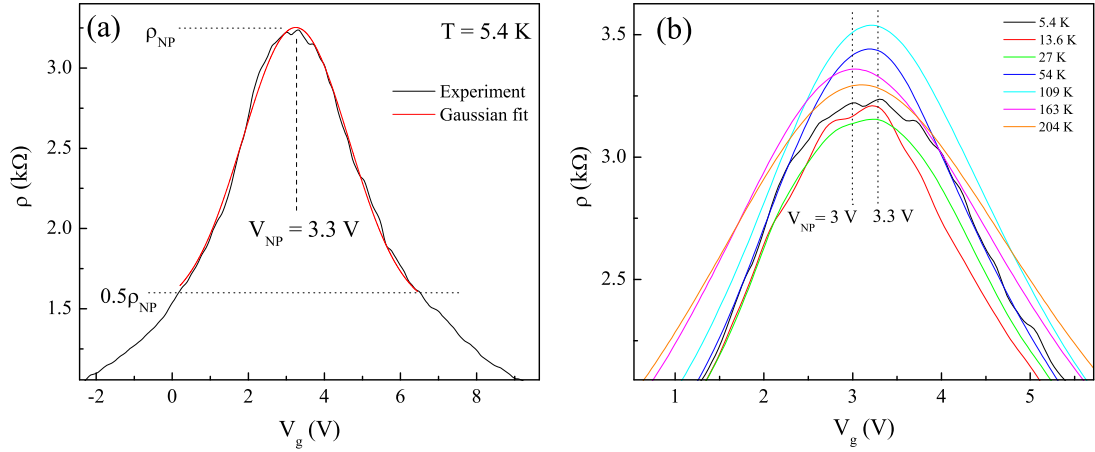 (a)
ρNP
T = 5.4 K
Experiment
Gaussian fit
VNP = 3.3 V
0.5ρNP
3.0
2.5
2.0
1.5
ρ (kΩ)
-2 0 2 4 6 8
Vg (V)
(b)
5.4 K
13.6 K
27 K
54 K
109 K
163 K
204 K
VNP = 3 V 3.3 V
3.5
3.0
2.5
ρ (kΩ)
1 2 3 4 5
Vg (V)